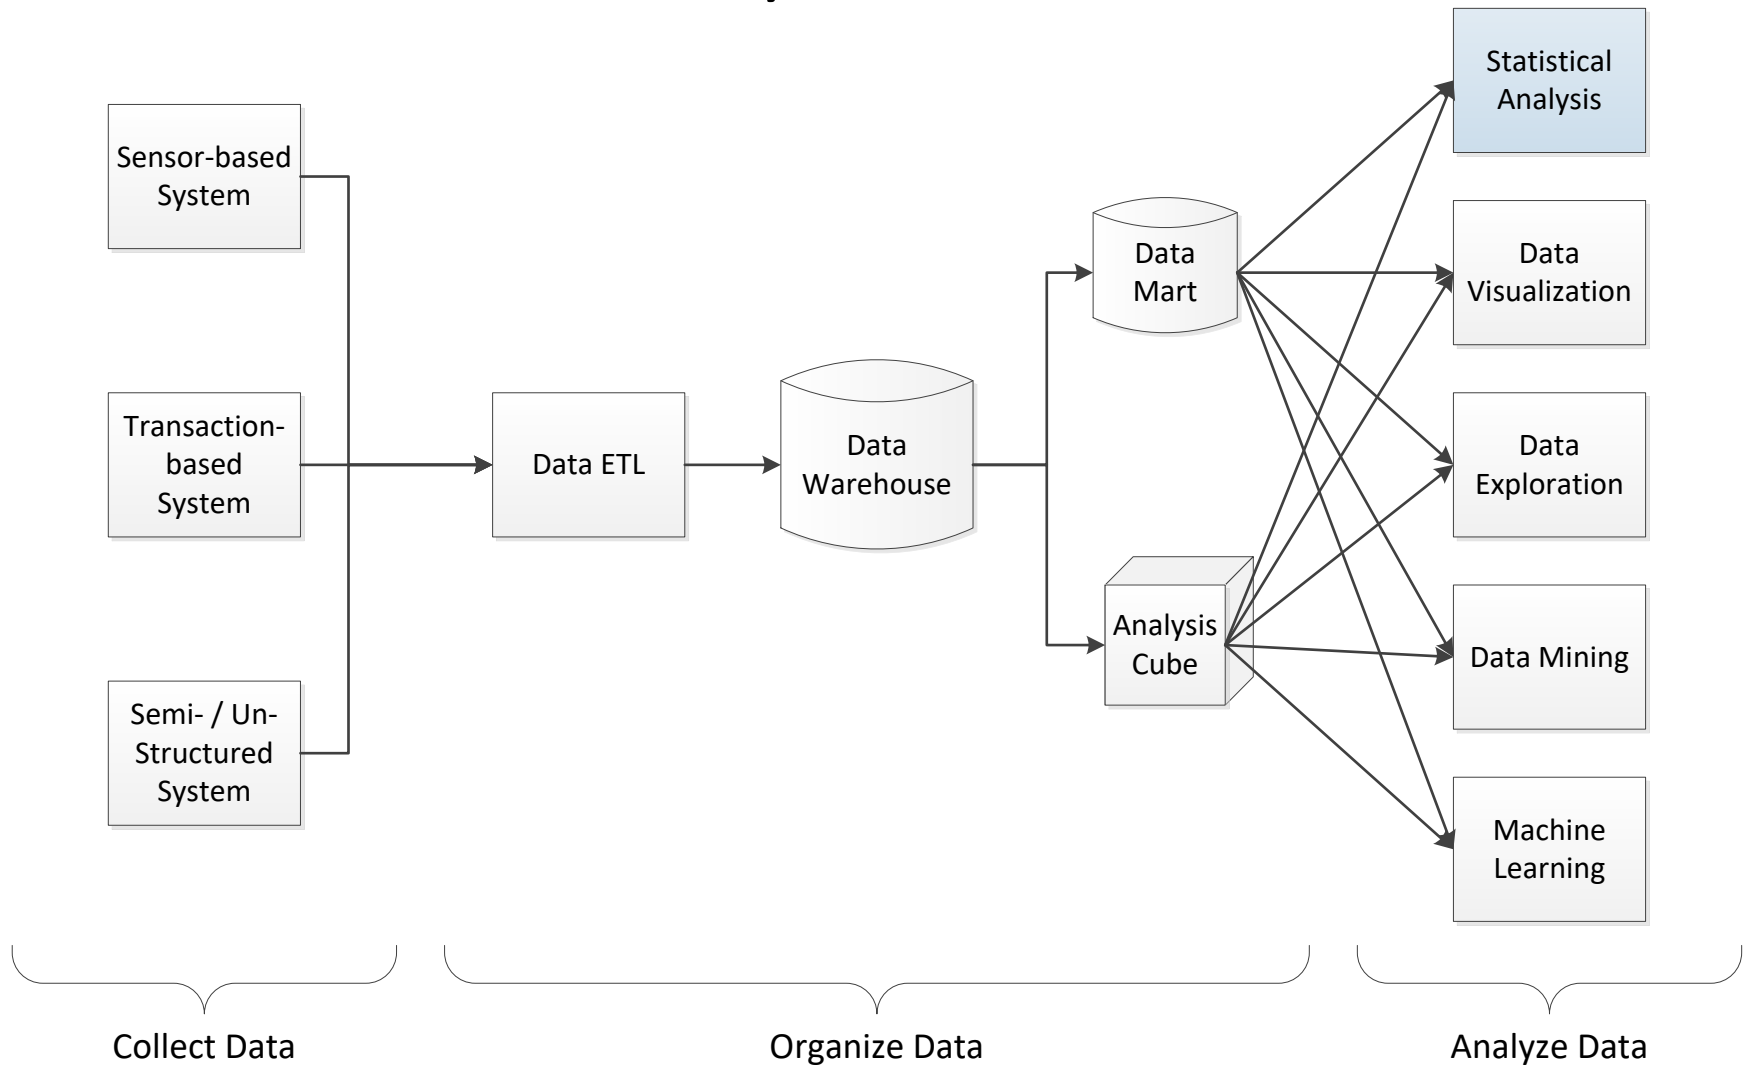 Statistical
Analysis
Sensor-based
System
Data
Mart
Data
Visualization
Transaction-
based
System
Data ETL
Data
Warehouse
Data
Exploration
Analysis
Cube
Data Mining
Semi- / Un-
Structured
System
Machine
Learning
Collect Data
Organize Data
Analyze Data